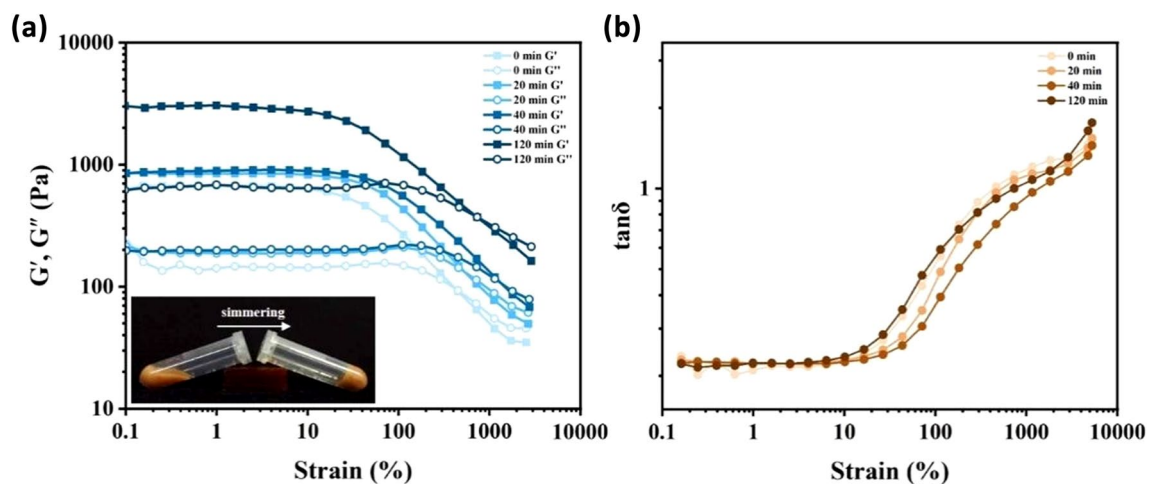 (a)
10000
1000
100
10
G′, G″ (Pa)
0 min G'
0 min G''
20 min G'
20 min G''
40 min G'
40 min G''
120 min G'
120 min G''
simmering
0.1
1
10
100
1000
10000
Strain (%)
(b)
1
tanδ
0 min
20 min
40 min
120 min
0.1
1
10
100
1000
10000
Strain (%)